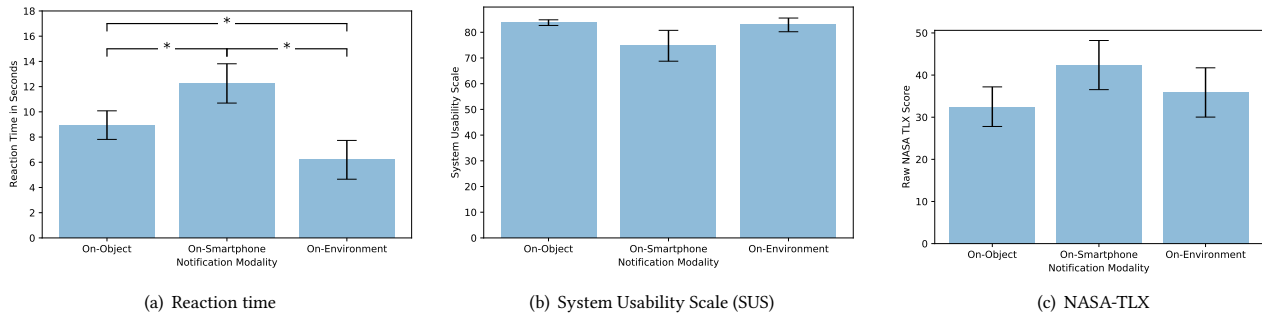 18
16
14
12
10
8
6
4
2
0
Reaction Time in Seconds
*
*
*
On-Object
On-Smartphone
On-Environment
Notification Modality
(a) Reaction time
80
70
60
50
40
30
20
10
0
System Usability Scale
On-Object
On-Smartphone
On-Environment
Notification Modality
(b) System Usability Scale (SUS)
50
40
30
20
10
0
Raw NASA TLX Score
On-Object
On-Smartphone
On-Environment
Notification Modality
(c) NASA-TLX